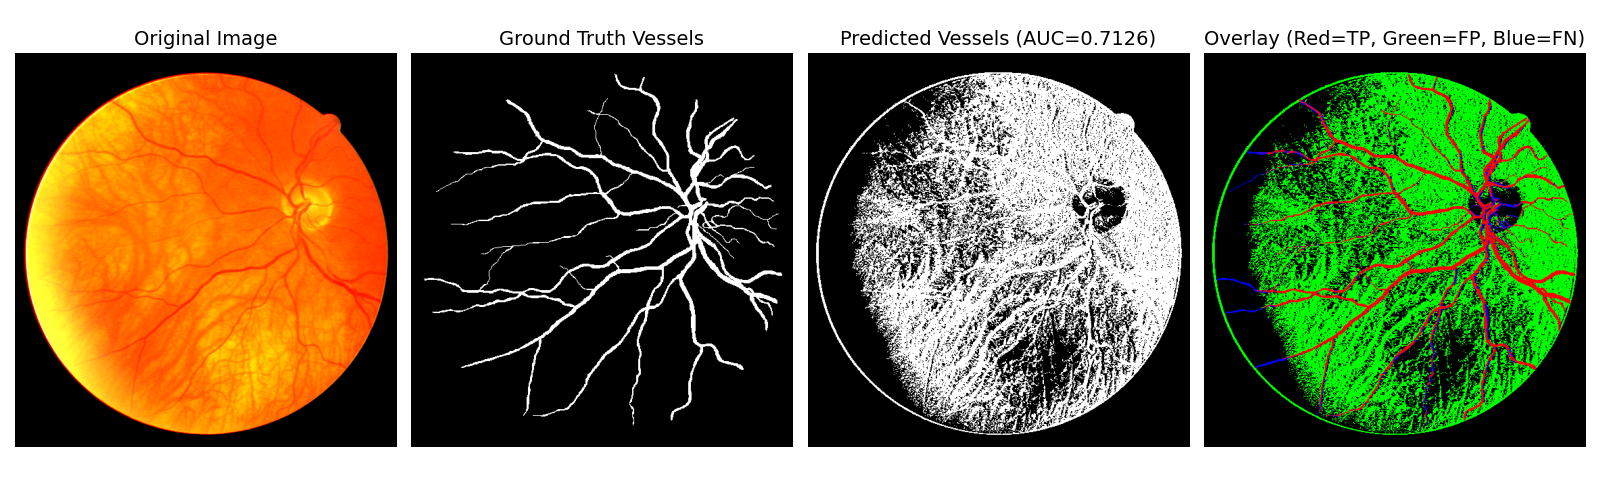 Original Image
Ground Truth Vessels
Predicted Vessels (AUC=0.7126)
Overlay (Red=TP, Green=FP, Blue=FN)